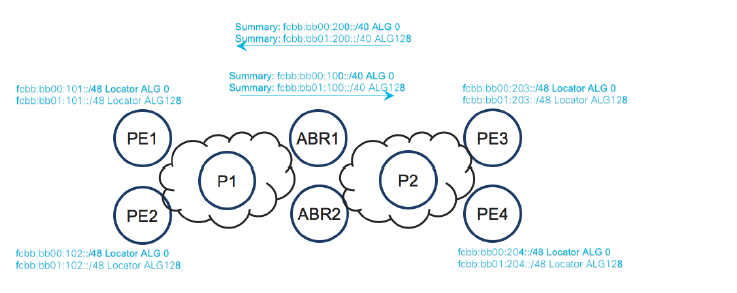 Summary: fcbb:bb00:200::/40 ALG 0
Summary: fcbb:bb01:200::/40 ALG128
Summary: fcbb:bb00:100::/40 ALG 0
Summary: fcbb:bb01:100::/40 ALG128
fcbb:bb00:101::/48 Locator ALG 0
fcbb:bb01:101::/48 Locator ALG128
fcbb:bb00:203::/48 Locator ALG 0
fcbb:bb01:203::/48 Locator ALG128
PE1
ABR1
PE3
P1
P2
PE2
ABR2
PE4
fcbb:bb00:102::/48 Locator ALG 0
fcbb:bb01:102::/48 Locator ALG128
fcbb:bb00:204::/48 Locator ALG 0
fcbb:bb01:204::/48 Locator ALG128